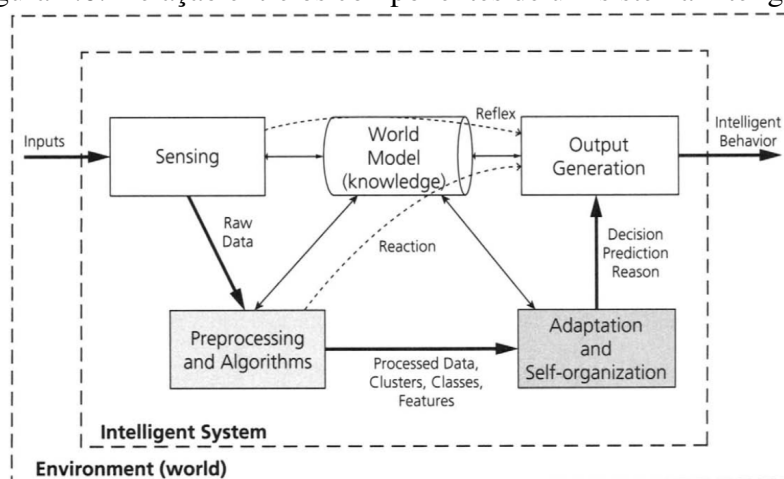 Inputs
Sensing
World
Model
(knowledge)
Reflex
Output
Generation
Intelligent
Behavior
Raw
Data
Reaction
Decision
Prediction
Reason
Preprocessing
and Algorithms
Processed Data,
Clusters, Classes,
Features
Adaptation
and
Self-organization
Intelligent System
Environment (world)